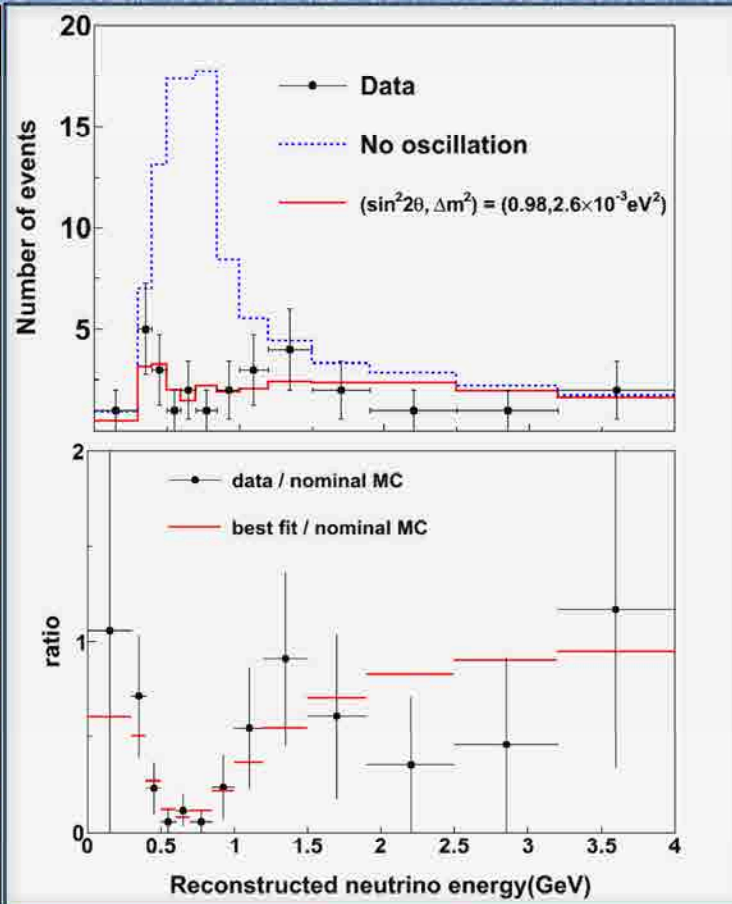 20
15
10
5
Number of events
Data
No oscillation
(sin²2θ, Δm²) = (0.98,2.6×10⁻³eV²)
2
1
0
ratio
data / nominal MC
best fit / nominal MC
0 0.5 1 1.5 2 2.5 3 3.5 4
Reconstructed neutrino energy(GeV)